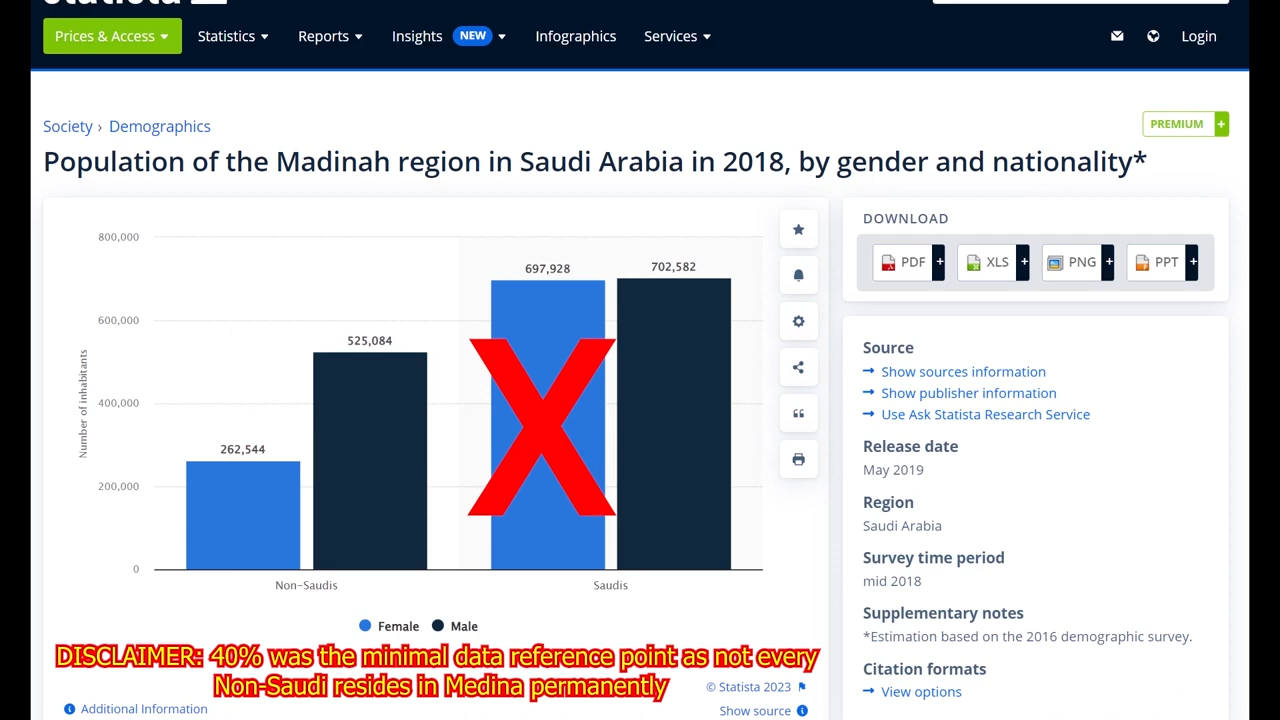 statista
Prices & Access Statistics Reports Insights NEW Infographics Services Login
Society › Demographics
PREMIUM +
Population of the Madinah region in Saudi Arabia in 2018, by gender and nationality*
DOWNLOAD
PDF + XLS + PNG + PPT +
800,000
600,000
400,000
200,000
0
Number of inhabitants
262,544
525,084
697,928
702,582
X
Non-Saudis
Saudis
Female Male
DISCLAIMER: 40% was the minimal data reference point as not every
Non-Saudi resides in Medina permanently
© Statista 2023
Additional Information
Show source
Source
Show sources information
Show publisher information
Use Ask Statista Research Service
Release date
May 2019
Region
Saudi Arabia
Survey time period
mid 2018
Supplementary notes
*Estimation based on the 2016 demographic survey.
Citation formats
View options